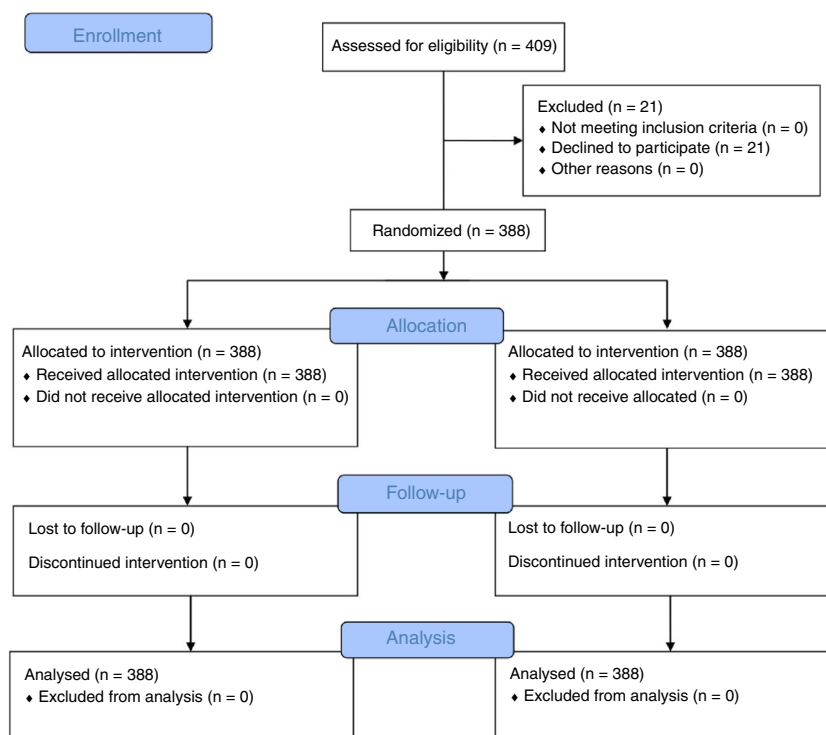 Enrollment
Assessed for eligibility (n = 409)
Excluded (n = 21)
♦ Not meeting inclusion criteria (n = 0)
♦ Declined to participate (n = 21)
♦ Other reasons (n = 0)
Randomized (n = 388)
Allocation
Allocated to intervention (n = 388)
♦ Received allocated intervention (n = 388)
♦ Did not receive allocated intervention (n = 0)
Allocated to intervention (n = 388)
♦ Received allocated intervention (n = 388)
♦ Did not receive allocated (n = 0)
Follow-up
Lost to follow-up (n = 0)
Discontinued intervention (n = 0)
Lost to follow-up (n = 0)
Discontinued intervention (n = 0)
Analysis
Analysed (n = 388)
♦ Excluded from analysis (n = 0)
Analysed (n = 388)
♦ Excluded from analysis (n = 0)